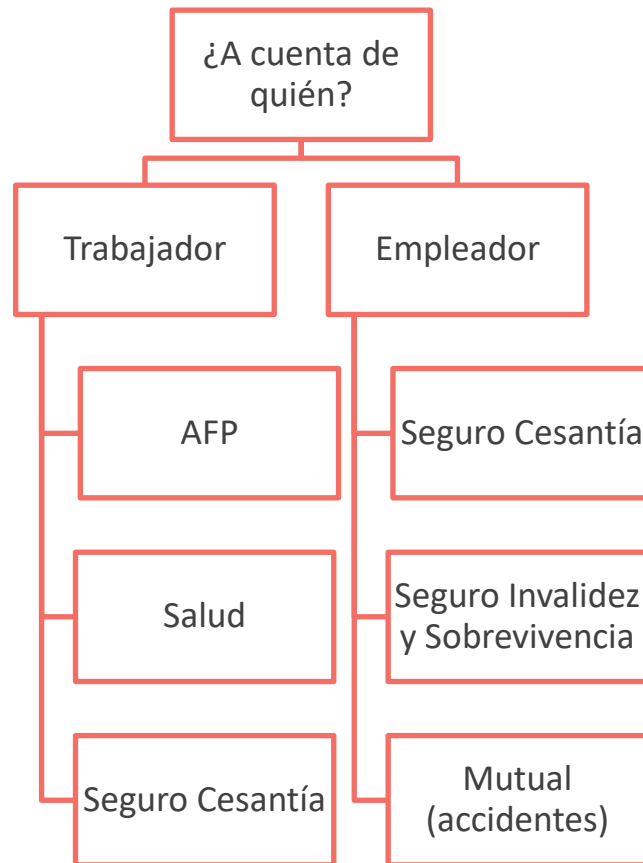 ¿A cuenta de
quién?
Trabajador
Empleador
AFP
Seguro Cesantía
Salud
Seguro Invalidez
y Sobrevivencia
Seguro Cesantía
Mutual
(accidentes)